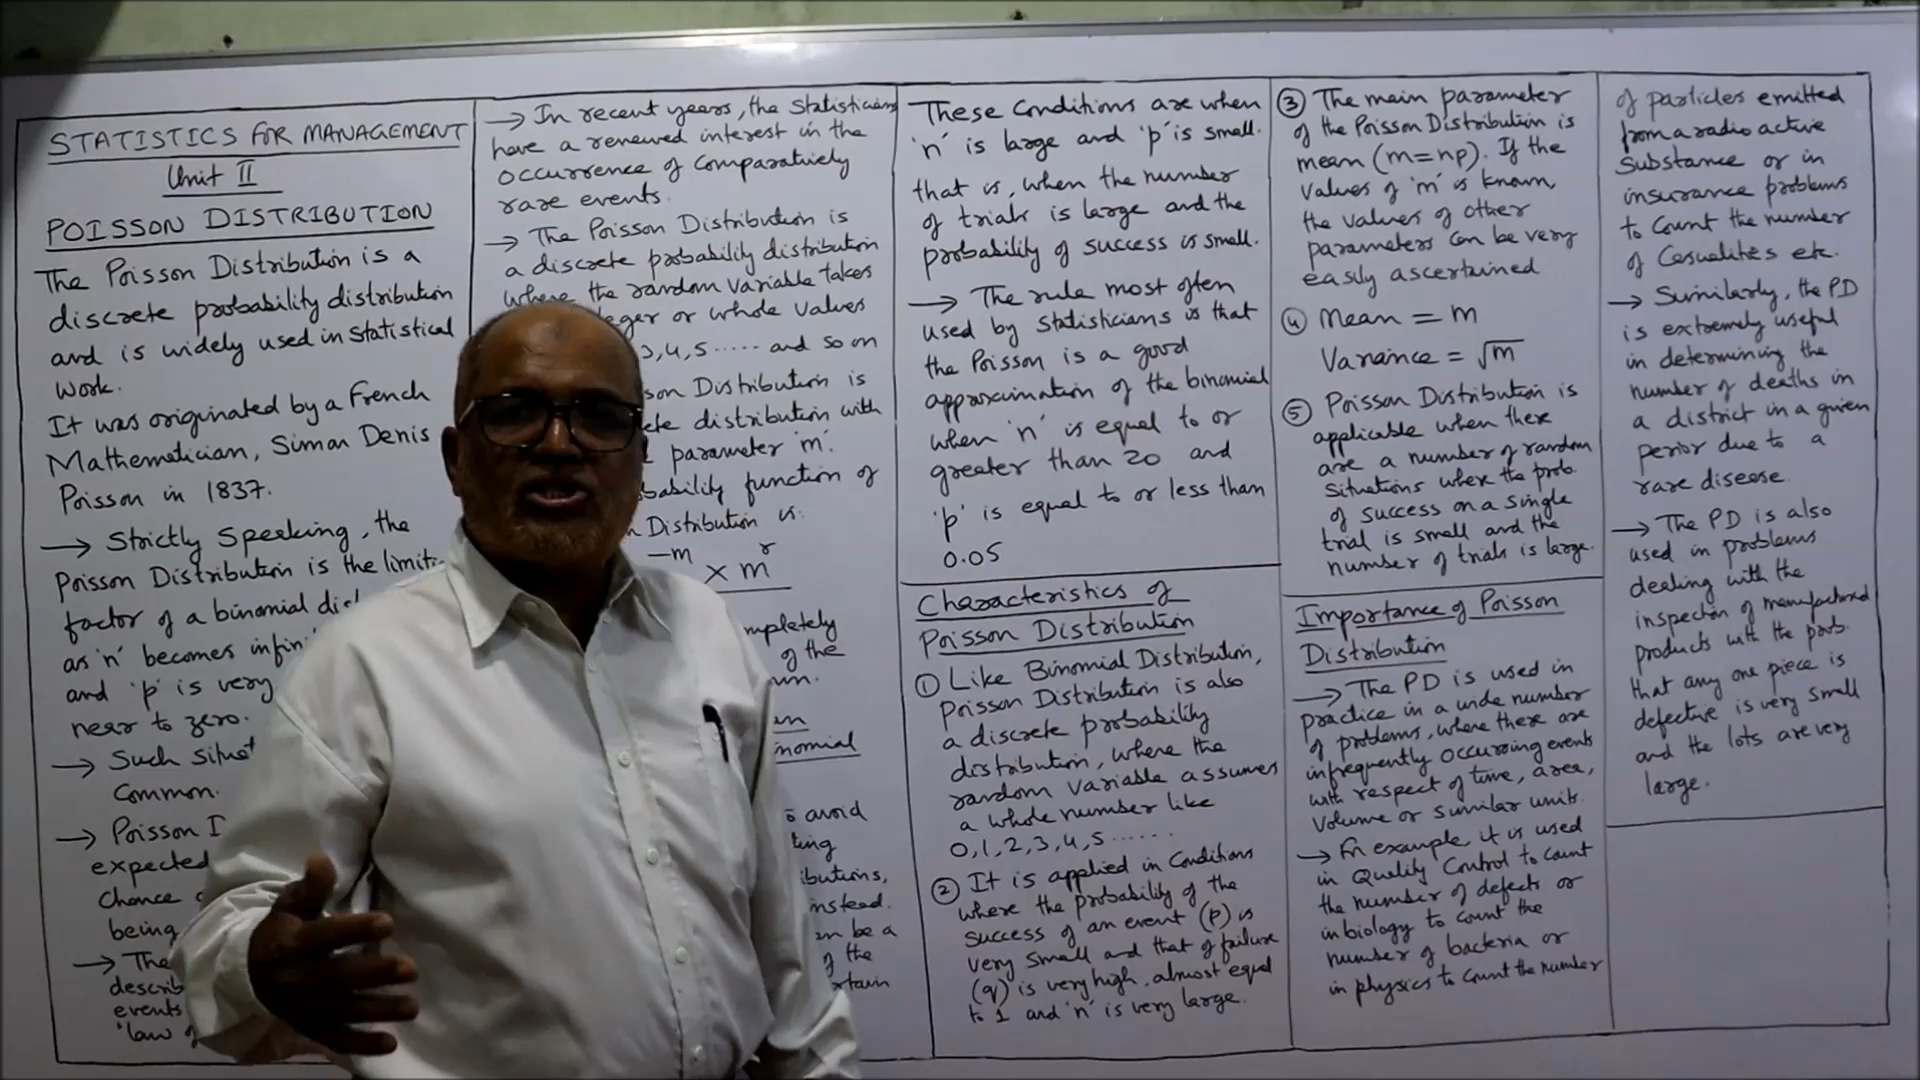 STATISTICS FOR MANAGEMENT
Unit II
POISSON DISTRIBUTION
The Poisson Distribution is a
discrete probability distribution
and is widely used in statistical
work.
It was originated by a French
Mathematician, Simon Denis
Poisson in 1837.
→ Strictly Speaking, the
Poisson Distribution is the
factor of a binomial
as 'n' becomes
and 'p' is very
near to zero.
→ Such
Common.
→ Poisson
expected
Chance
being
→ The
events
'law
→ In recent years, the Statisticians
have a renewed interest in the
occurrence of Comparatively
rare events.
→ The Poisson Distribution is
a discrete probability distribution
where the random variable takes
or whole values
3, 4, 5 ..... and so on
Distribution is
distribution with
parameter 'm'.
function of
Distribution is:
-m r
× m
of the
avoid
instead.
be a
of the
These Conditions are when
'n' is large and 'p' is small.
that is, when the number
of trials is large and the
probability of success is small.
→ The rule most often
used by Statisticians is that
the Poisson is a good
approximation of the binomial
when 'n' is equal to or
greater than 20 and
'p' is equal to or less than
0.05
Characteristics of
Poisson Distribution
① Like Binomial Distribution,
Poisson Distribution is also
a discrete probability
distribution, where the
random variable assumes
a whole number like
0, 1, 2, 3, 4, 5 ......
② It is applied in Conditions
where the probability of the
success of an event (p) is
very small and that of failure
(q) is very high, almost equal
to 1 and 'n' is very large.
③ The main parameter
of the Poisson Distribution is
mean (m=np). If the
values of 'm' is known,
the values of other
parameters can be very
easily ascertained
④ Mean = m
Variance = √m
⑤ Poisson Distribution is
applicable when there
are a number of random
situations where the prob.
of success on a single
trial is small and the
number of trials is large.
Importance of Poisson
Distribution
→ The PD is used in
practice in a wide number
of problems, where there are
infrequently occurring events
with respect of time, area,
volume or similar units.
→ For example, it is used
in Quality Control to count
the number of defects or
in biology to count the
number of bacteria or
in physics to count the number
of particles emitted
from a radio active
substance or in
insurance problems
to Count the number
of Casualties etc.
→ Similarly, the PD
is extremely useful
in determining the
number of deaths in
a district in a given
period due to a
rare disease.
→ The PD is also
used in problems
dealing with the
inspection of manufactured
products with the prob.
that any one piece is
defective is very small
and the lots are very
large.